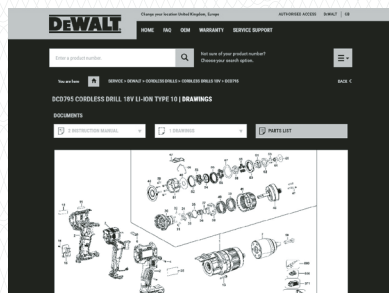 DEWALT
Change your location United Kingdom, Europe
AUTHORISED ACCESS DEWALT GB
HOME FAQ OEM WARRANTY SERVICE SUPPORT
Enter a product number
Not sure of your product number?
Choose your search option.
You are here
SERVICE > DEWALT > CORDLESS DRILLS > CORDLESS DRILLS 18V > DCD795
BACK <
DCD795 CORDLESS DRILL 18V LI-ION TYPE 10 | DRAWINGS
DOCUMENTS
2 INSTRUCTION MANUAL
1 DRAWINGS
PARTS LIST